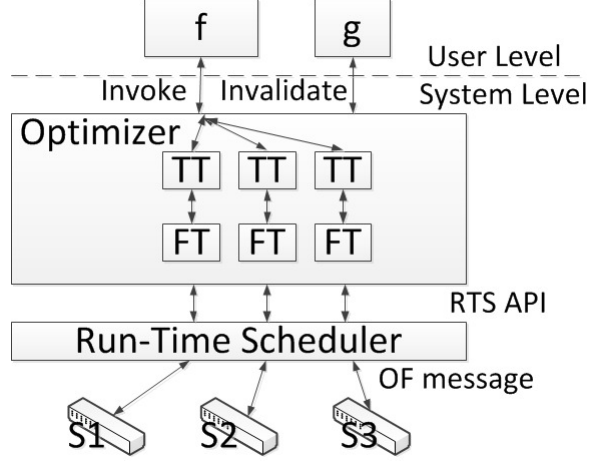 f
g
User Level
Invoke
Invalidate
System Level
Optimizer
TT
TT
TT
FT
FT
FT
RTS API
Run-Time Scheduler
OF message
S1
S2
S3